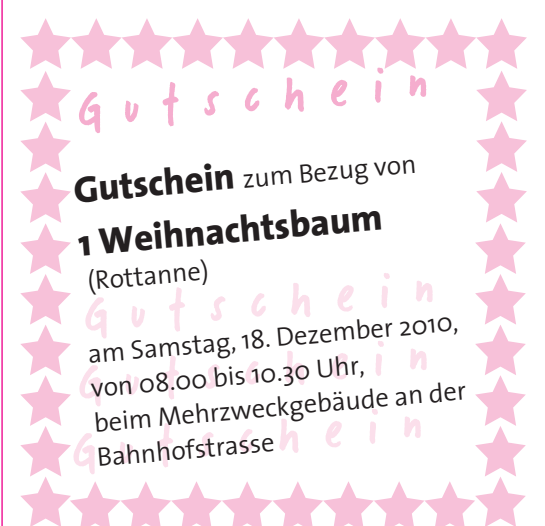 Gutschein
Gutschein zum Bezug von
1 Weihnachtsbaum
(Rottanne)
Gutschein
am Samstag, 18. Dezember 2010,
Gutschein
von 08.00 bis 10.30 Uhr,
beim Mehrzweckgebäude an der
Gutschein
Bahnhofstrasse